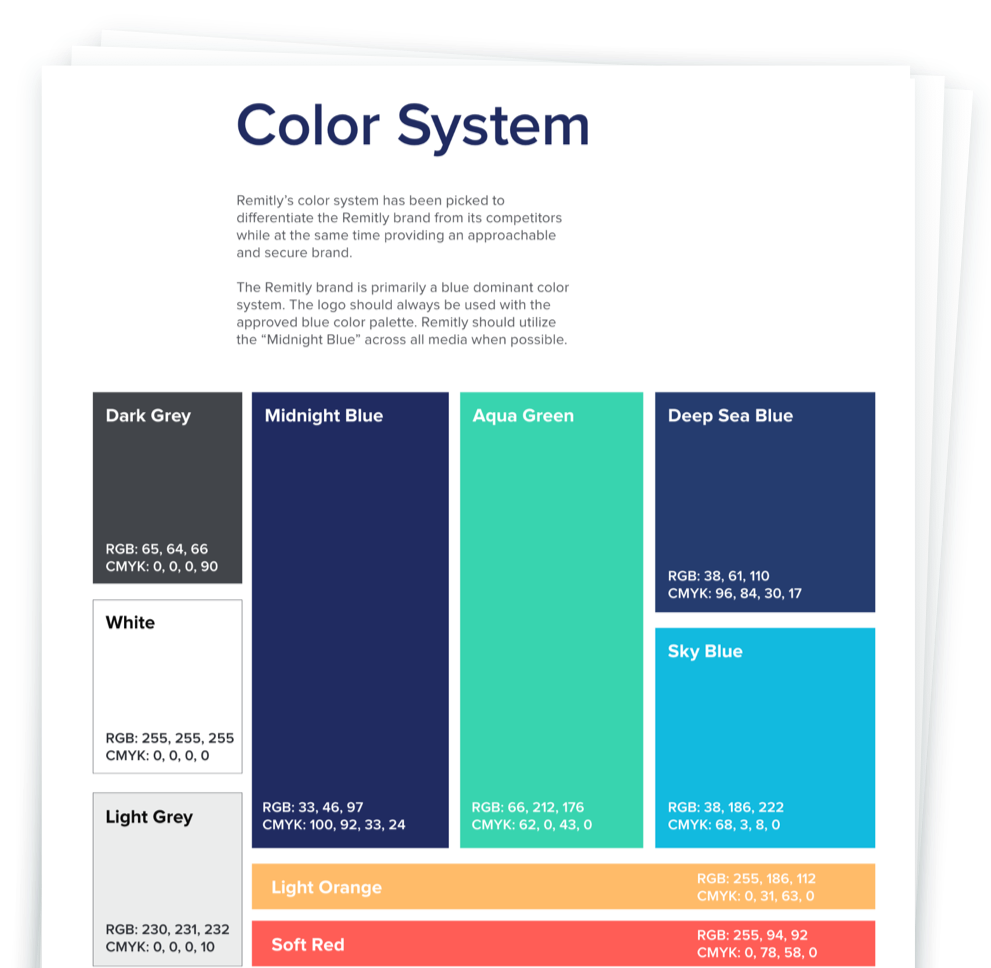 Color System
Remitly’s color system has been picked to
differentiate the Remitly brand from its competitors
while at the same time providing an approachable
and secure brand.
The Remitly brand is primarily a blue dominant color
system. The logo should always be used with the
approved blue color palette. Remitly should utilize
the “Midnight Blue” across all media when possible.
Dark Grey
RGB: 65, 64, 66
CMYK: 0, 0, 0, 90
White
RGB: 255, 255, 255
CMYK: 0, 0, 0, 0
Light Grey
RGB: 230, 231, 232
CMYK: 0, 0, 0, 10
Midnight Blue
RGB: 33, 46, 97
CMYK: 100, 92, 33, 24
Aqua Green
RGB: 66, 212, 176
CMYK: 62, 0, 43, 0
Deep Sea Blue
RGB: 38, 61, 110
CMYK: 96, 84, 30, 17
Sky Blue
RGB: 38, 186, 222
CMYK: 68, 3, 8, 0
Light Orange
RGB: 255, 186, 112
CMYK: 0, 31, 63, 0
Soft Red
RGB: 255, 94, 92
CMYK: 0, 78, 58, 0